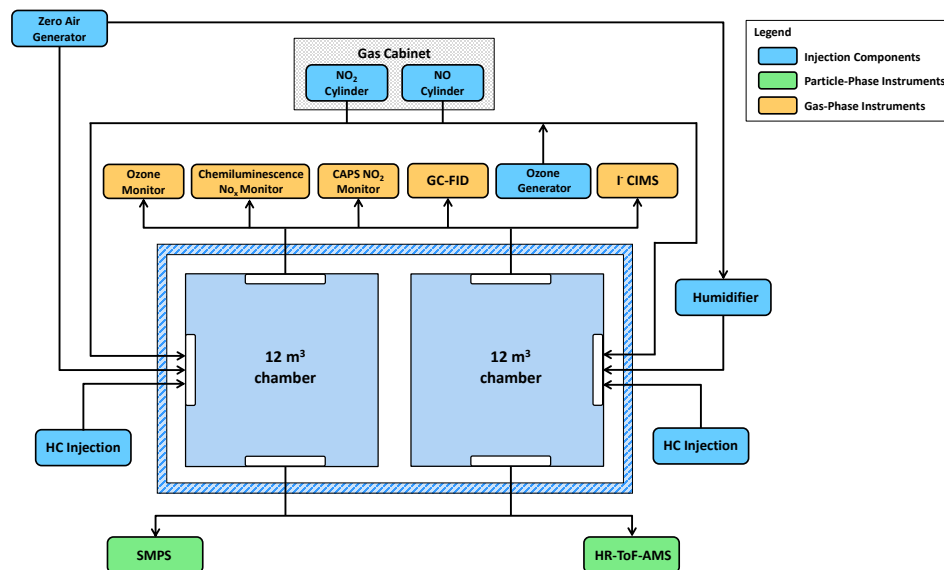 Zero Air
Generator
Gas Cabinet
NO₂
Cylinder
NO
Cylinder
Legend
Injection Components
Particle-Phase Instruments
Gas-Phase Instruments
Ozone
Monitor
Chemiluminescence
Noₓ Monitor
CAPS NO₂
Monitor
GC-FID
Ozone
Generator
I⁻ CIMS
Humidifier
12 m³
chamber
12 m³
chamber
HC Injection
HC Injection
SMPS
HR-ToF-AMS